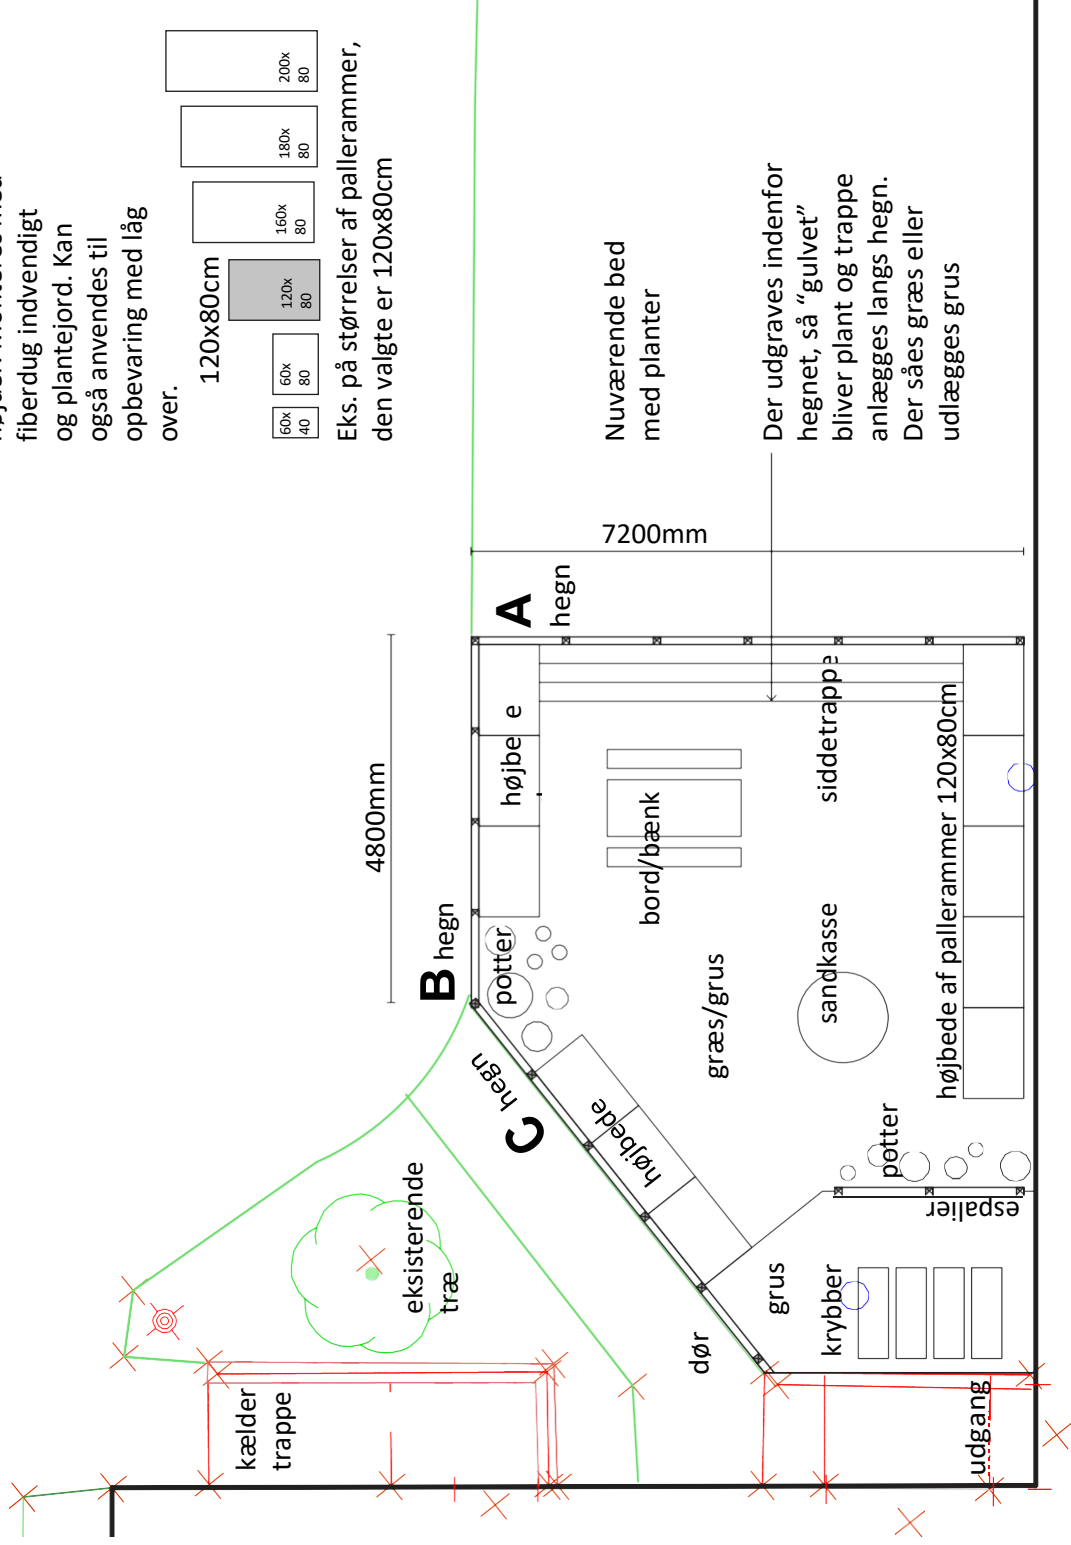 fiberdug indvendigt
og plantejord. Kan
også anvendes til
opbevaring med låg
over.
120x80cm
60x
40
60x
80
120x
80
160x
80
180x
80
200x
80
Eks. på størrelser af pallerammer,
den valgte er 120x80cm
Nuværende bed
med planter
Der udgraves indenfor
hegnet, så “gulvet”
bliver plant og trappe
anlægges langs hegn.
Der såes græs eller
udlægges grus
7200mm
4800mm
A
hegn
B hegn
C hegn
højbe e
potter
højbede
bord/bænk
siddetrappe
græs/grus
sandkasse
højbede af pallerammer 120x80cm
potter
espalier
eksisterende
træ
grus
krybber
dør
kælder
trappe
udgang